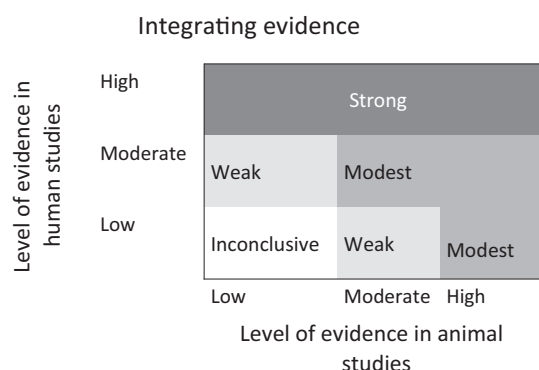 Integrating evidence
Level of evidence in
human studies
High
Strong
Moderate
Weak
Modest
Low
Inconclusive
Weak
Modest
Low
Moderate
High
Level of evidence in animal
studies